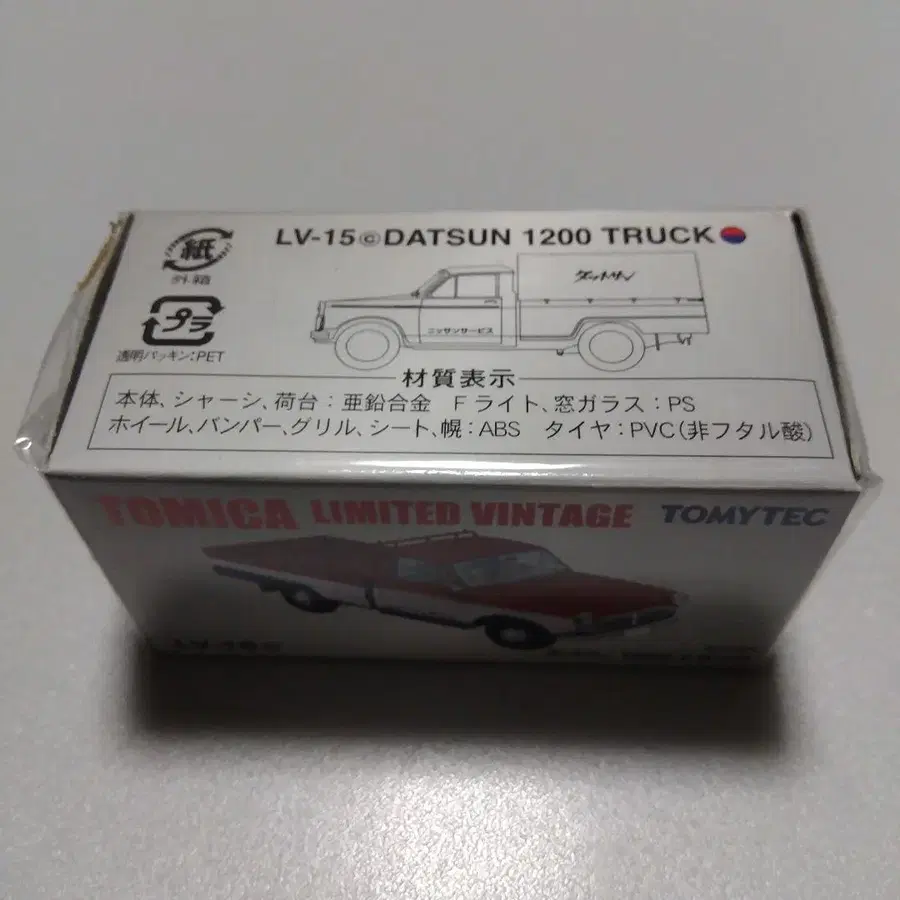 LV-15ⓒDATSUN 1200 TRUCK
紙
外箱
プラ
透明パッキン:PET
ダットサン
ニッサンサービス
材質表示
本体、シャーシ、荷台:亜鉛合金 Fライト、窓ガラス:PS
ホイール、バンパー、グリル、シート、幌:ABS タイヤ:PVC(非フタル酸)
TOMICA LIMITED VINTAGE TOMYTEC